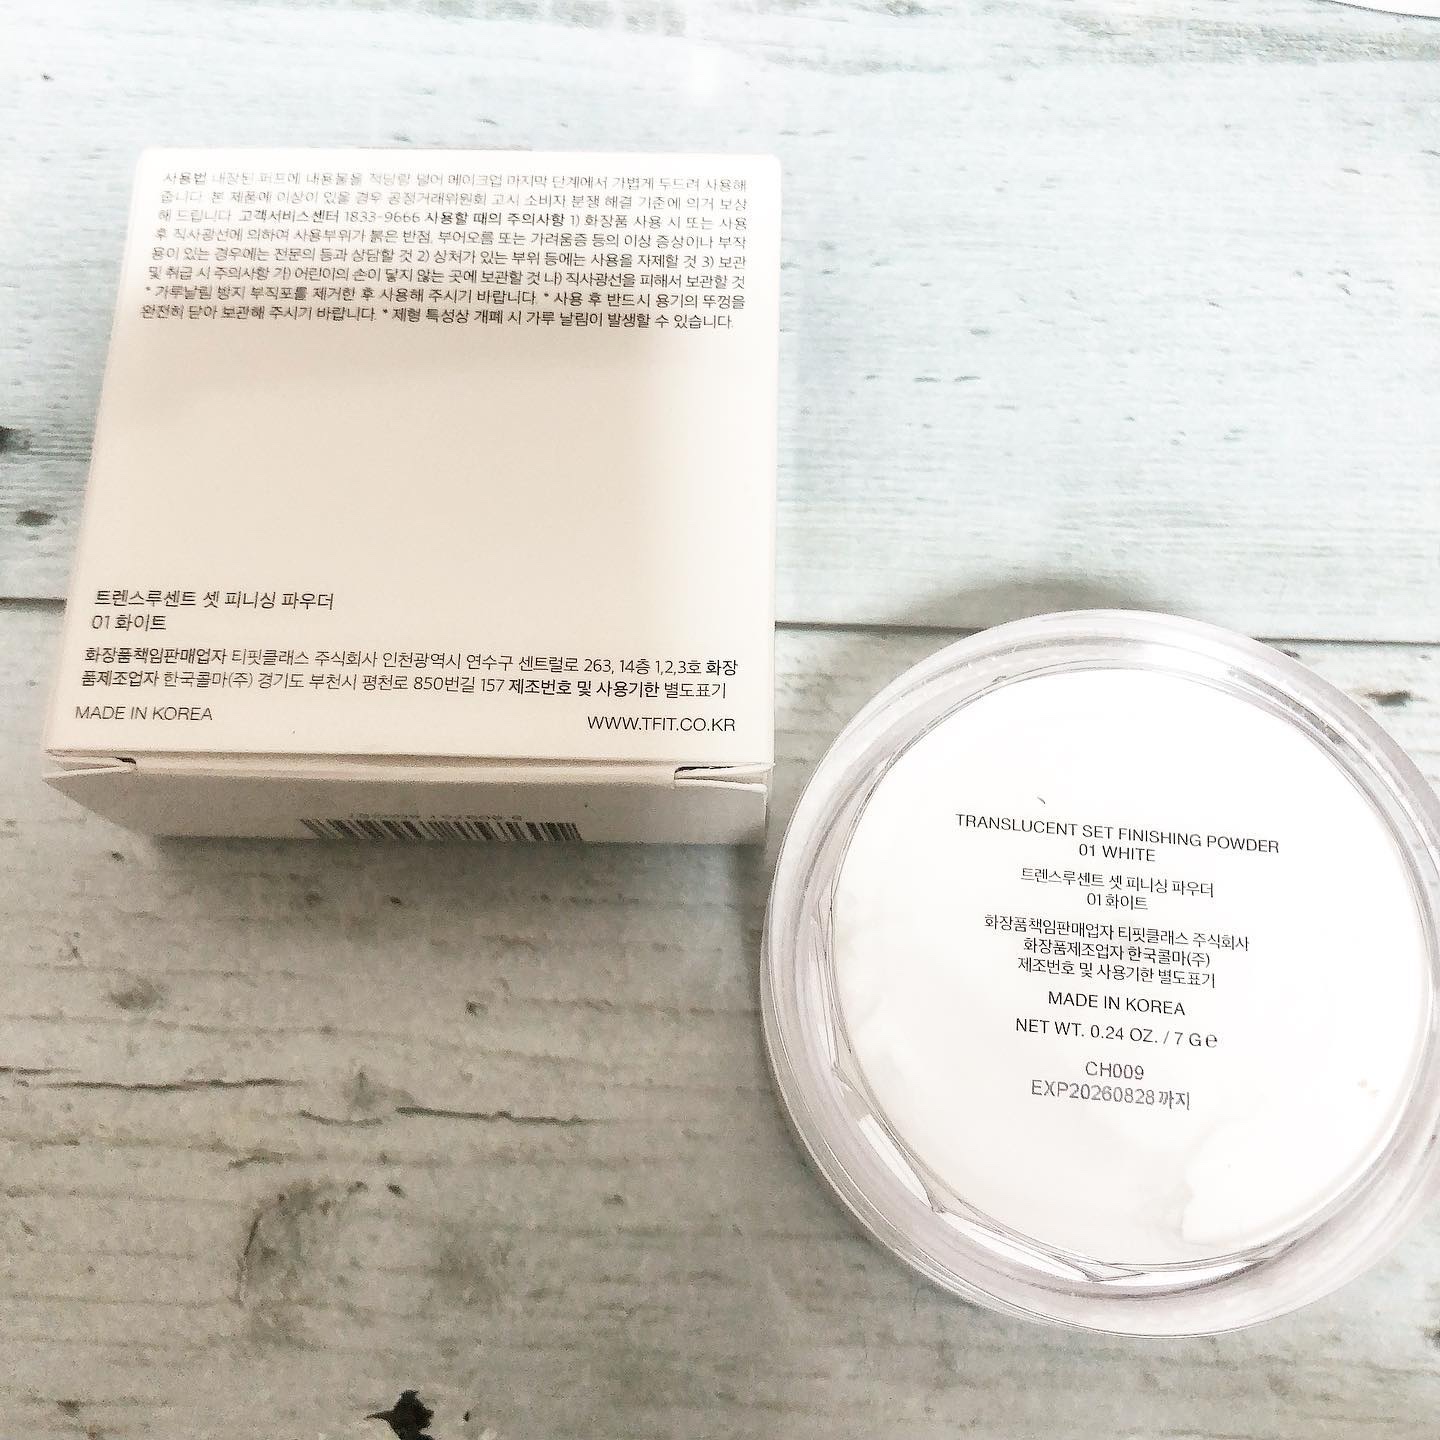 사용법 내장된 퍼프에 내용물을 적당량 덜어 메이크업 마지막 단계에서 가볍게 두드려 사용해
줍니다. 본 제품에 이상이 있을 경우 공정거래위원회 고시 소비자 분쟁 해결 기준에 의거 보상
해 드립니다. 고객서비스센터 1833-9666 사용할 때의 주의사항 1) 화장품 사용 시 또는 사용
후 직사광선에 의하여 사용부위가 붉은 반점, 부어오름 또는 가려움증 등의 이상 증상이나 부작
용이 있는 경우에는 전문의 등과 상담할 것 2) 상처가 있는 부위 등에는 사용을 자제할 것 3) 보관
및 취급 시 주의사항 가) 어린이의 손이 닿지 않는 곳에 보관할 것 나) 직사광선을 피해서 보관할 것
* 가루날림 방지 부직포를 제거한 후 사용해 주시기 바랍니다. * 사용 후 반드시 용기의 뚜껑을
완전히 닫아 보관해 주시기 바랍니다. * 제형 특성상 개폐 시 가루 날림이 발생할 수 있습니다.
트렌스루센트 셋 피니싱 파우더
01 화이트
화장품책임판매업자 티핏클래스 주식회사 인천광역시 연수구 센트럴로 263, 14층 1,2,3호 화장
품제조업자 한국콜마(주) 경기도 부천시 평천로 850번길 157 제조번호 및 사용기한 별도표기
MADE IN KOREA
WWW.TFIT.CO.KR
TRANSLUCENT SET FINISHING POWDER
01 WHITE
트렌스루센트 셋 피니싱 파우더
01 화이트
화장품책임판매업자 티핏클래스 주식회사
화장품제조업자 한국콜마(주)
제조번호 및 사용기한 별도표기
MADE IN KOREA
NET WT. 0.24 OZ. / 7 G ℮
CH009
EXP20260828까지